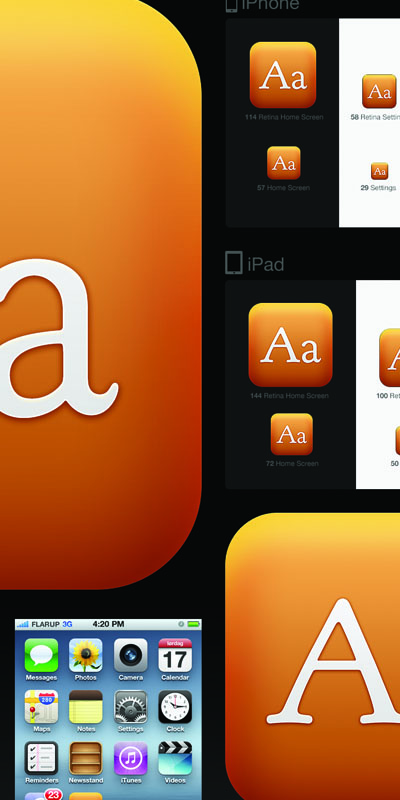 iPhone
Aa
Aa
114 Retina Home Screen
58 Retina Settin
Aa
Aa
57 Home Screen
29 Settings
a
iPad
Aa
144 Retina Home Screen
100 Ret
Aa
72 Home Screen
50
A
FLARUP 3G
4:20 PM
lørdag
17
Messages
Photos
Camera
Calendar
280
Maps
Notes
Settings
Clock
Reminders
Newsstand
iTunes
Videos
23